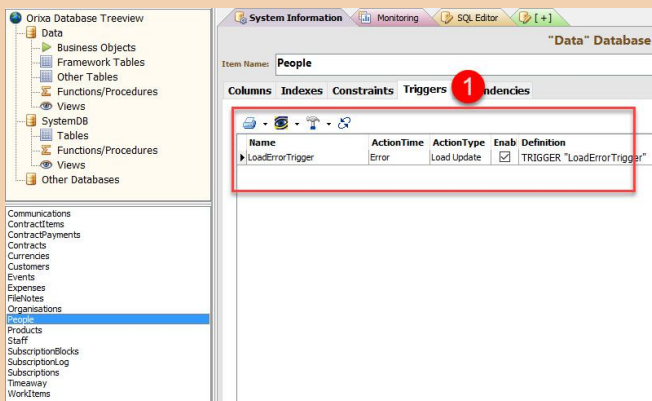 Orixa Database Treeview
Data
Business Objects
Framework Tables
Other Tables
Functions/Procedures
Views
SystemDB
Tables
Functions/Procedures
Views
Other Databases
Communications
ContractItems
ContractPayments
Contracts
Currencies
Customers
Events
Expenses
FileNotes
Organisations
People
Products
Staff
SubscriptionBlocks
SubscriptionLog
Subscriptions
Timeaway
WorkItems
System Information Monitoring SQL Editor [+]
"Data" Database
Item Name: People
Columns Indexes Constraints Triggers 1 ndencies
Name ActionTime ActionType Enab Definition
LoadErrorTrigger Error Load Update TRIGGER "LoadErrorTrigger"